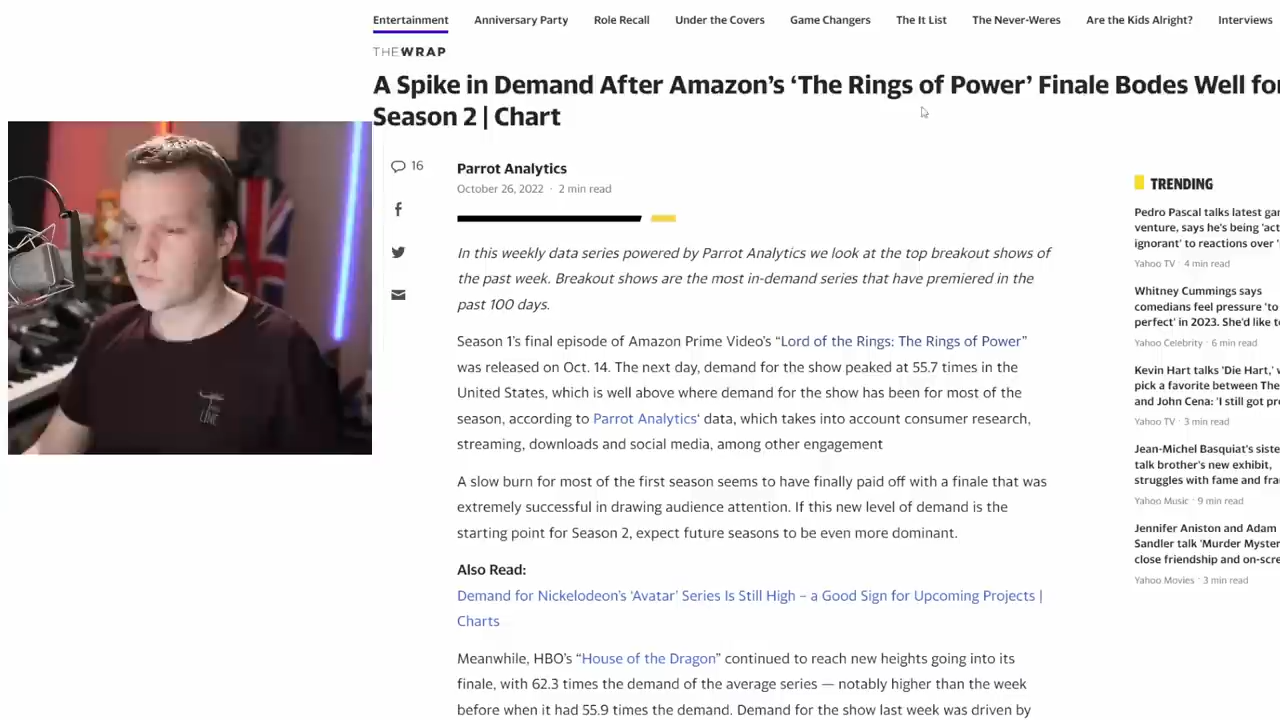 Entertainment Anniversary Party Role Recall Under the Covers Game Changers The It List The Never-Weres Are the Kids Alright? Interviews
THEWRAP
A Spike in Demand After Amazon's ‘The Rings of Power’ Finale Bodes Well for
Season 2 | Chart
16
Parrot Analytics
October 26, 2022 · 2 min read
In this weekly data series powered by Parrot Analytics we look at the top breakout shows of
the past week. Breakout shows are the most in-demand series that have premiered in the
past 100 days.
Season 1's final episode of Amazon Prime Video's “Lord of the Rings: The Rings of Power”
was released on Oct. 14. The next day, demand for the show peaked at 55.7 times in the
United States, which is well above where demand for the show has been for most of the
season, according to Parrot Analytics‘ data, which takes into account consumer research,
streaming, downloads and social media, among other engagement
A slow burn for most of the first season seems to have finally paid off with a finale that was
extremely successful in drawing audience attention. If this new level of demand is the
starting point for Season 2, expect future seasons to be even more dominant.
Also Read:
Demand for Nickelodeon's ‘Avatar’ Series Is Still High – a Good Sign for Upcoming Projects |
Charts
Meanwhile, HBO's “House of the Dragon” continued to reach new heights going into its
finale, with 62.3 times the demand of the average series — notably higher than the week
before when it had 55.9 times the demand. Demand for the show last week was driven by
TRENDING
Pedro Pascal talks latest ga
venture, says he's being 'act
ignorant' to reactions over '
Yahoo TV · 4 min read
Whitney Cummings says
comedians feel pressure 'to
perfect' in 2023. She'd like t
Yahoo Celebrity · 6 min read
Kevin Hart talks 'Die Hart,' w
pick a favorite between The
and John Cena: 'I still got pr
Yahoo TV · 3 min read
Jean-Michel Basquiat's siste
talk brother's new exhibit,
struggles with fame and fra
Yahoo Music · 9 min read
Jennifer Aniston and Adam
Sandler talk 'Murder Myster
close friendship and on-scre
Yahoo Movies · 3 min read